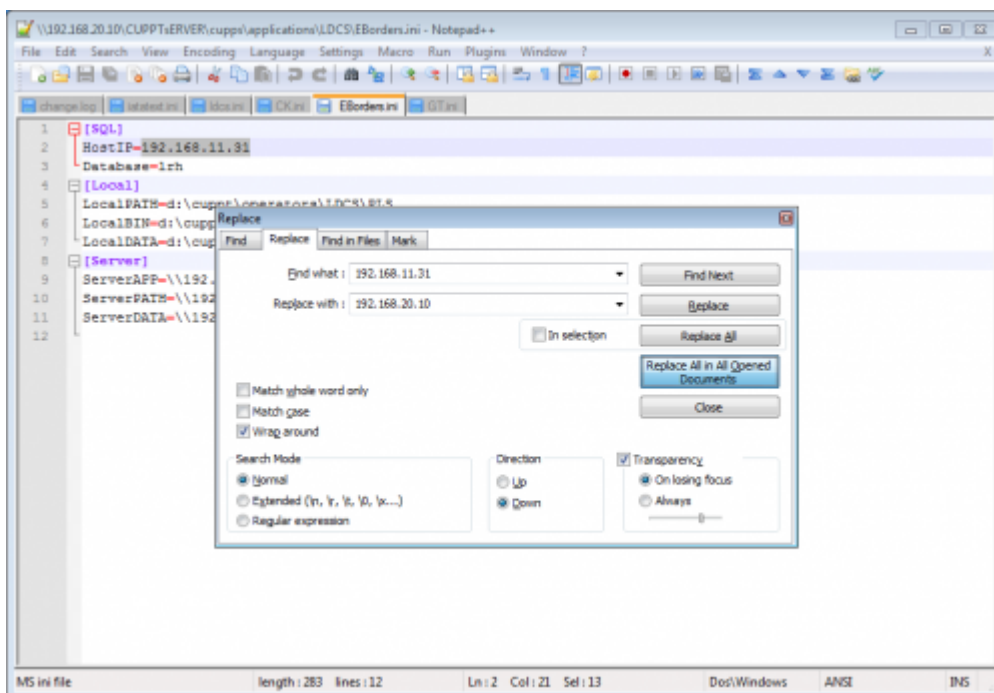 \\192.168.20.10\CUPPTsERVER\cupps\applications\LDCS\EBorders.ini - Notepad++
File Edit Search View Encoding Language Settings Macro Run Plugins Window ?
X
change.log iatatest.ini ldcs.ini CK.ini EBorders.ini GT.ini
1 [SQL]
2 HostIP=192.168.11.31
3 Database=lrh
4 [Local]
5 LocalPATH=d:\cuppt\operators\LDCS\RLS
6 LocalBIN=d:\cupp
7 LocalDATA=d:\cup
8 [Server]
9 ServerAPP=\\192.
10 ServerPATH=\\192
11 ServerDATA=\\192
12
Replace
Find Replace Find in Files Mark
Find what : 192.168.11.31
Find Next
Replace with : 192.168.20.10
Replace
In selection
Replace All
Replace All in All Opened
Documents
Match whole word only
Close
Match case
Wrap around
Search Mode
Direction
Transparency
Normal
Up
On losing focus
Extended (\n, \r, \t, \0, \x...)
Down
Always
Regular expression
MS ini file length : 283 lines : 12 Ln : 2 Col : 21 Sel : 13 Dos\Windows ANSI INS